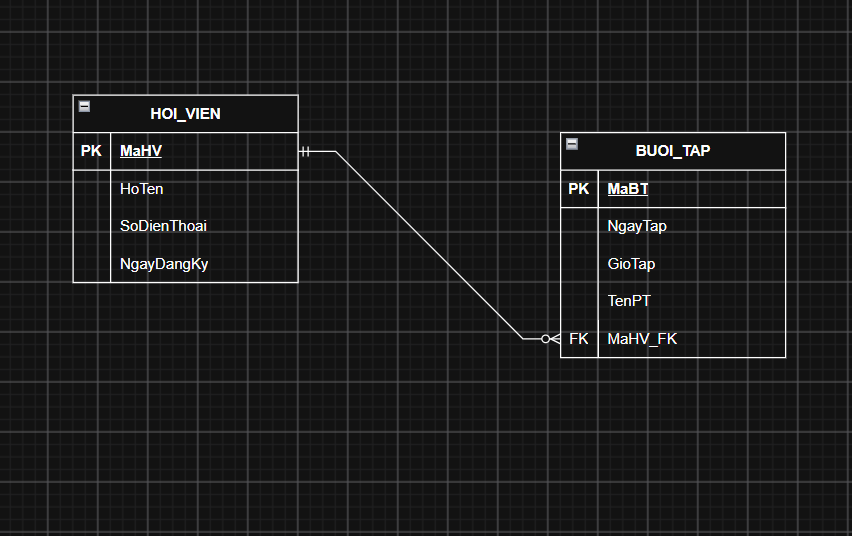 HOI_VIEN
PK MaHV
HoTen
SoDienThoai
NgayDangKy
BUOI_TAP
PK MaBT
NgayTap
GioTap
TenPT
FK MaHV_FK